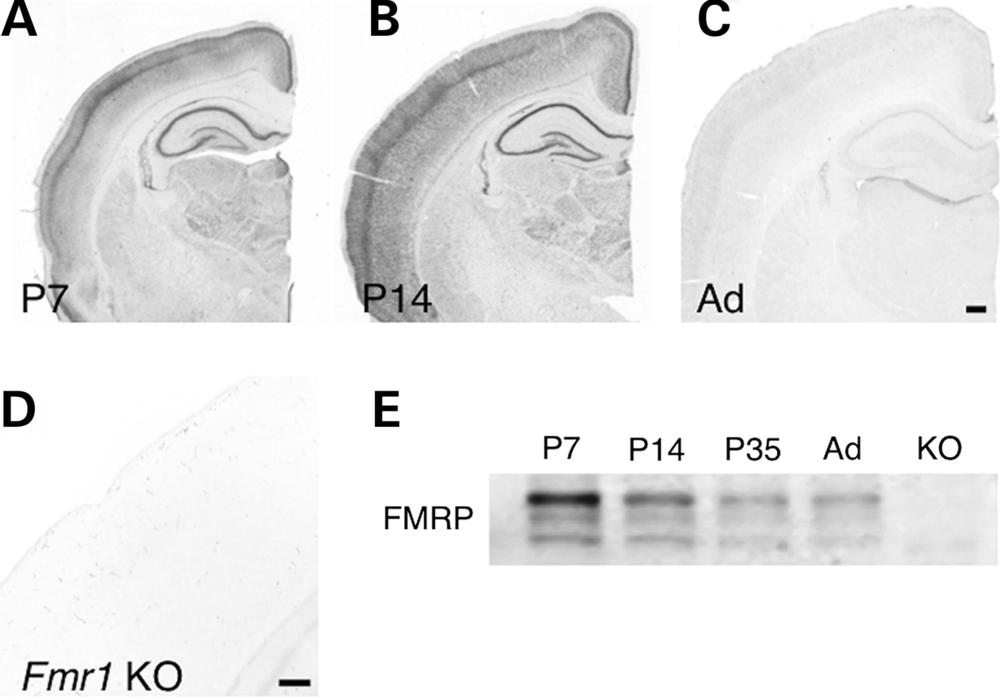 A
B
C
P7
P14
Ad
D
E
P7 P14 P35 Ad KO
FMRP
Fmr1 KO